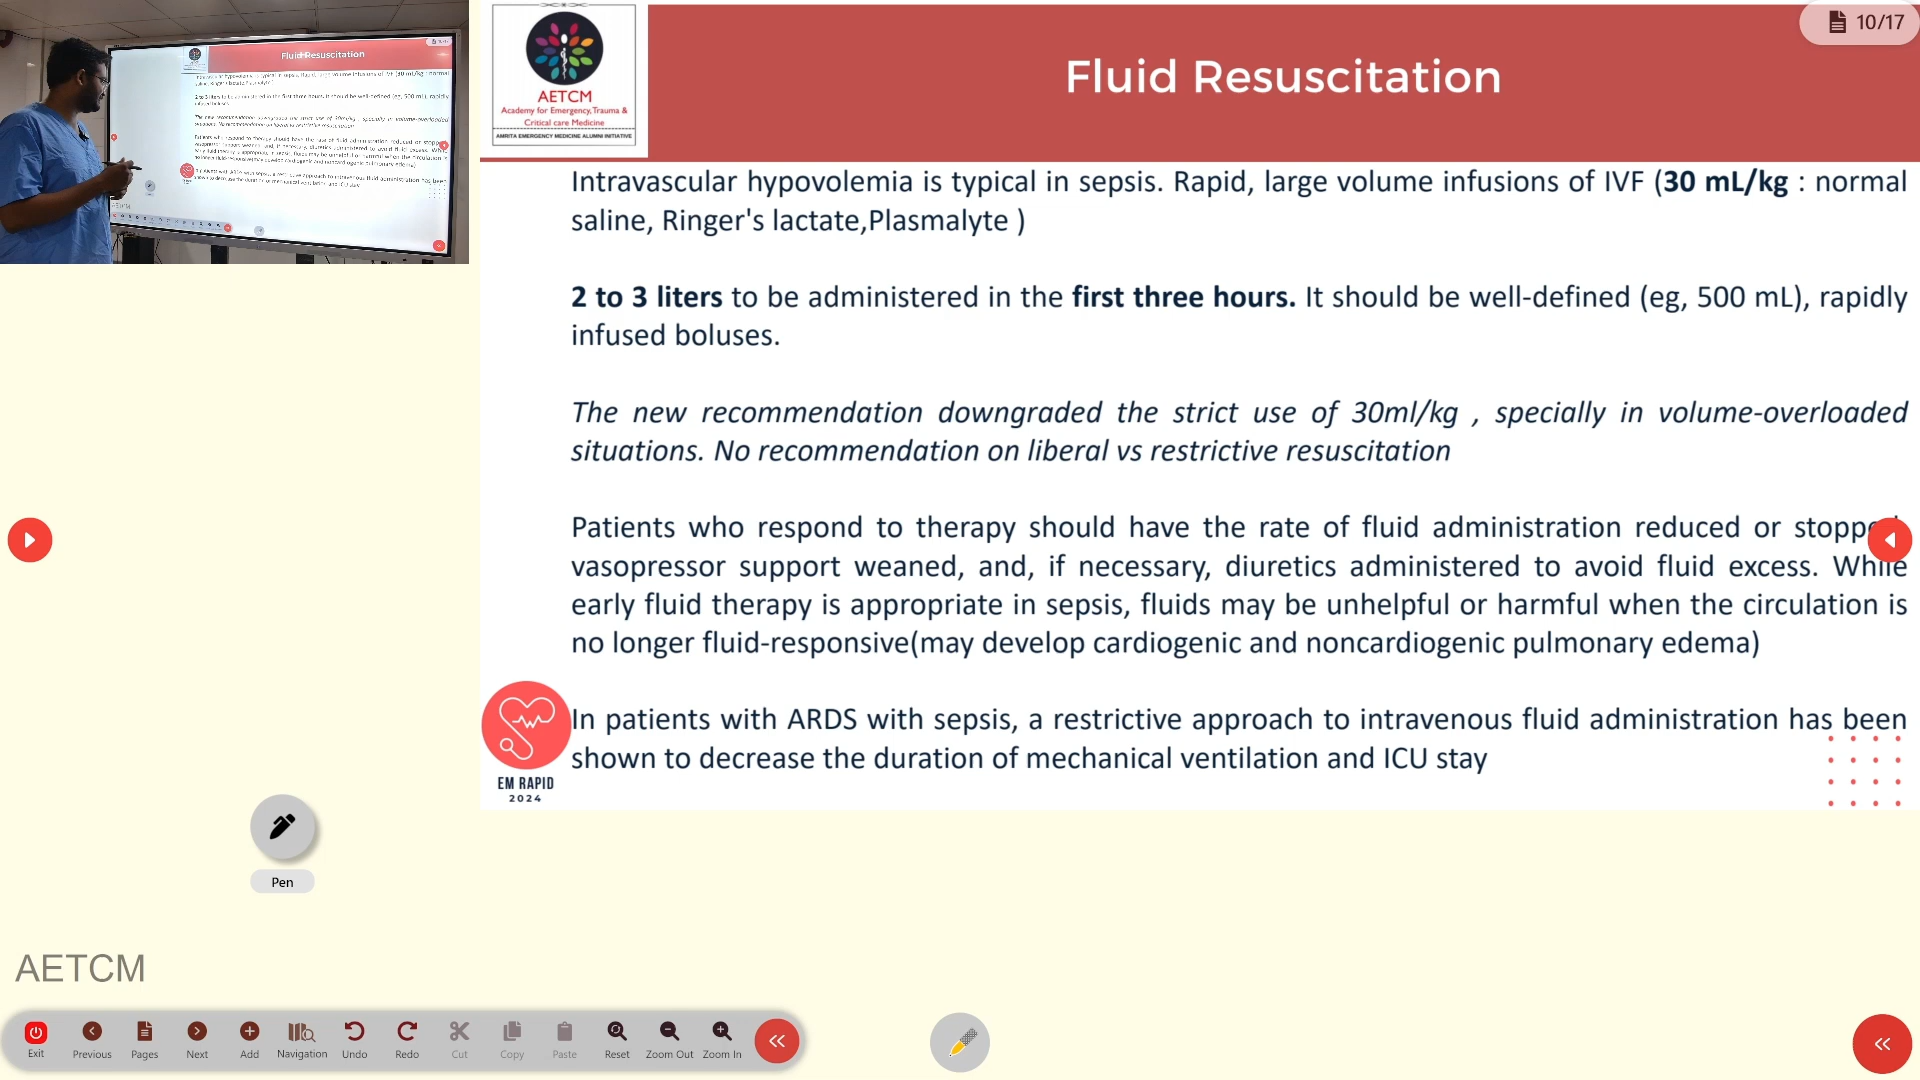 AETCM
Academy for Emergency, Trauma &
Critical care Medicine
AMRITA EMERGENCY MEDICINE ALUMNI INITIATIVE
Fluid Resuscitation
10/17
Intravascular hypovolemia is typical in sepsis. Rapid, large volume infusions of IVF (30 mL/kg : normal
saline, Ringer's lactate,Plasmalyte )
2 to 3 liters to be administered in the first three hours. It should be well-defined (eg, 500 mL), rapidly
infused boluses.
The new recommendation downgraded the strict use of 30ml/kg , specially in volume-overloaded
situations. No recommendation on liberal vs restrictive resuscitation
Patients who respond to therapy should have the rate of fluid administration reduced or
vasopressor support weaned, and, if necessary, diuretics administered to avoid fluid excess. While
early fluid therapy is appropriate in sepsis, fluids may be unhelpful or harmful when the circulation is
no longer fluid-responsive(may develop cardiogenic and noncardiogenic pulmonary edema)
In patients with ARDS with sepsis, a restrictive approach to intravenous fluid administration has been
shown to decrease the duration of mechanical ventilation and ICU stay
EM RAPID
2024
Pen
AETCM
Exit Previous Pages Next Add Navigation Undo Redo Cut Copy Paste Reset Zoom Out Zoom In
Fluid Resuscitation